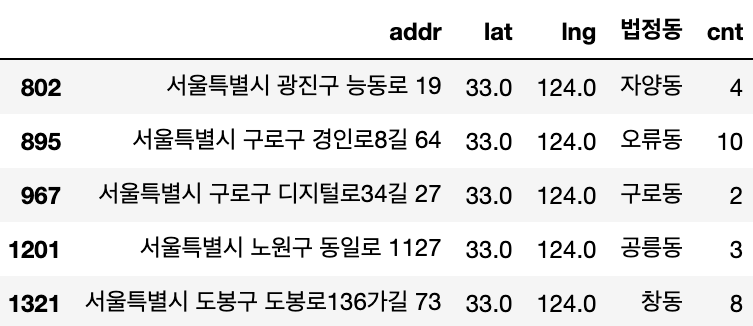 addr lat lng 법정동 cnt
802 서울특별시 광진구 능동로 19 33.0 124.0 자양동 4
895 서울특별시 구로구 경인로8길 64 33.0 124.0 오류동 10
967 서울특별시 구로구 디지털로34길 27 33.0 124.0 구로동 2
1201 서울특별시 노원구 동일로 1127 33.0 124.0 공릉동 3
1321 서울특별시 도봉구 도봉로136가길 73 33.0 124.0 창동 8